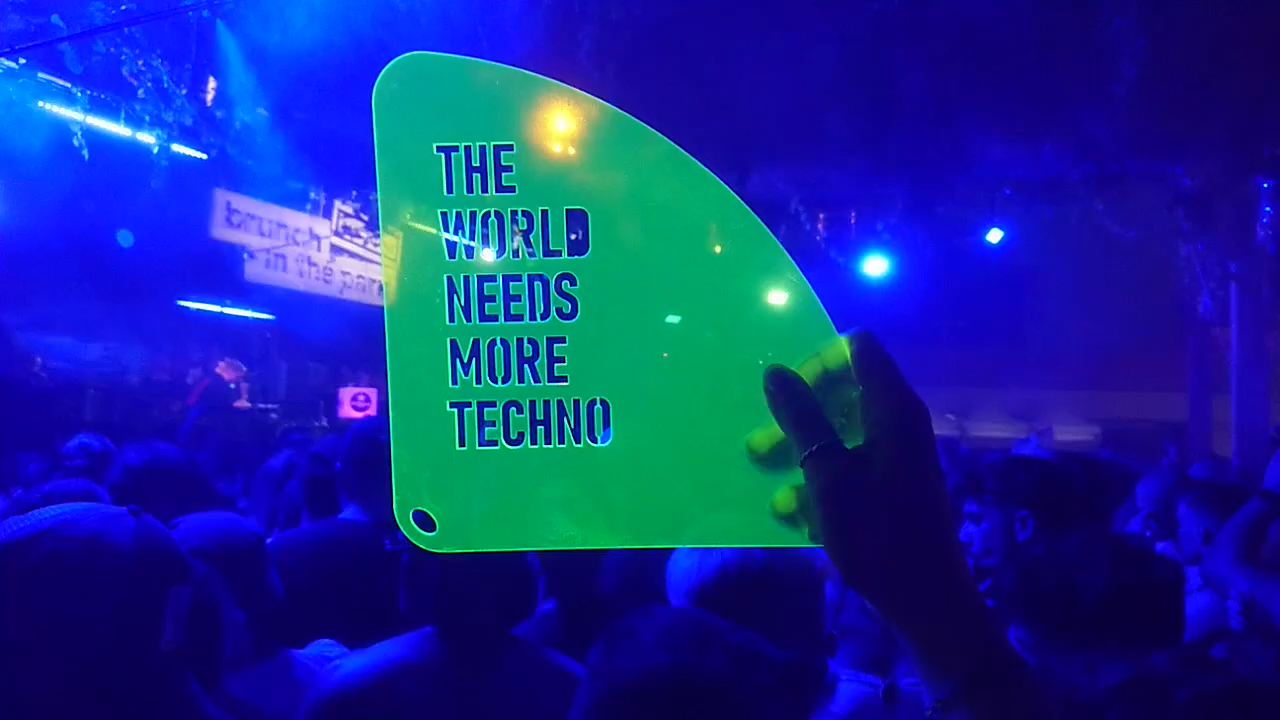 brunch
in the park
THE
WORLD
NEEDS
MORE
TECHNO